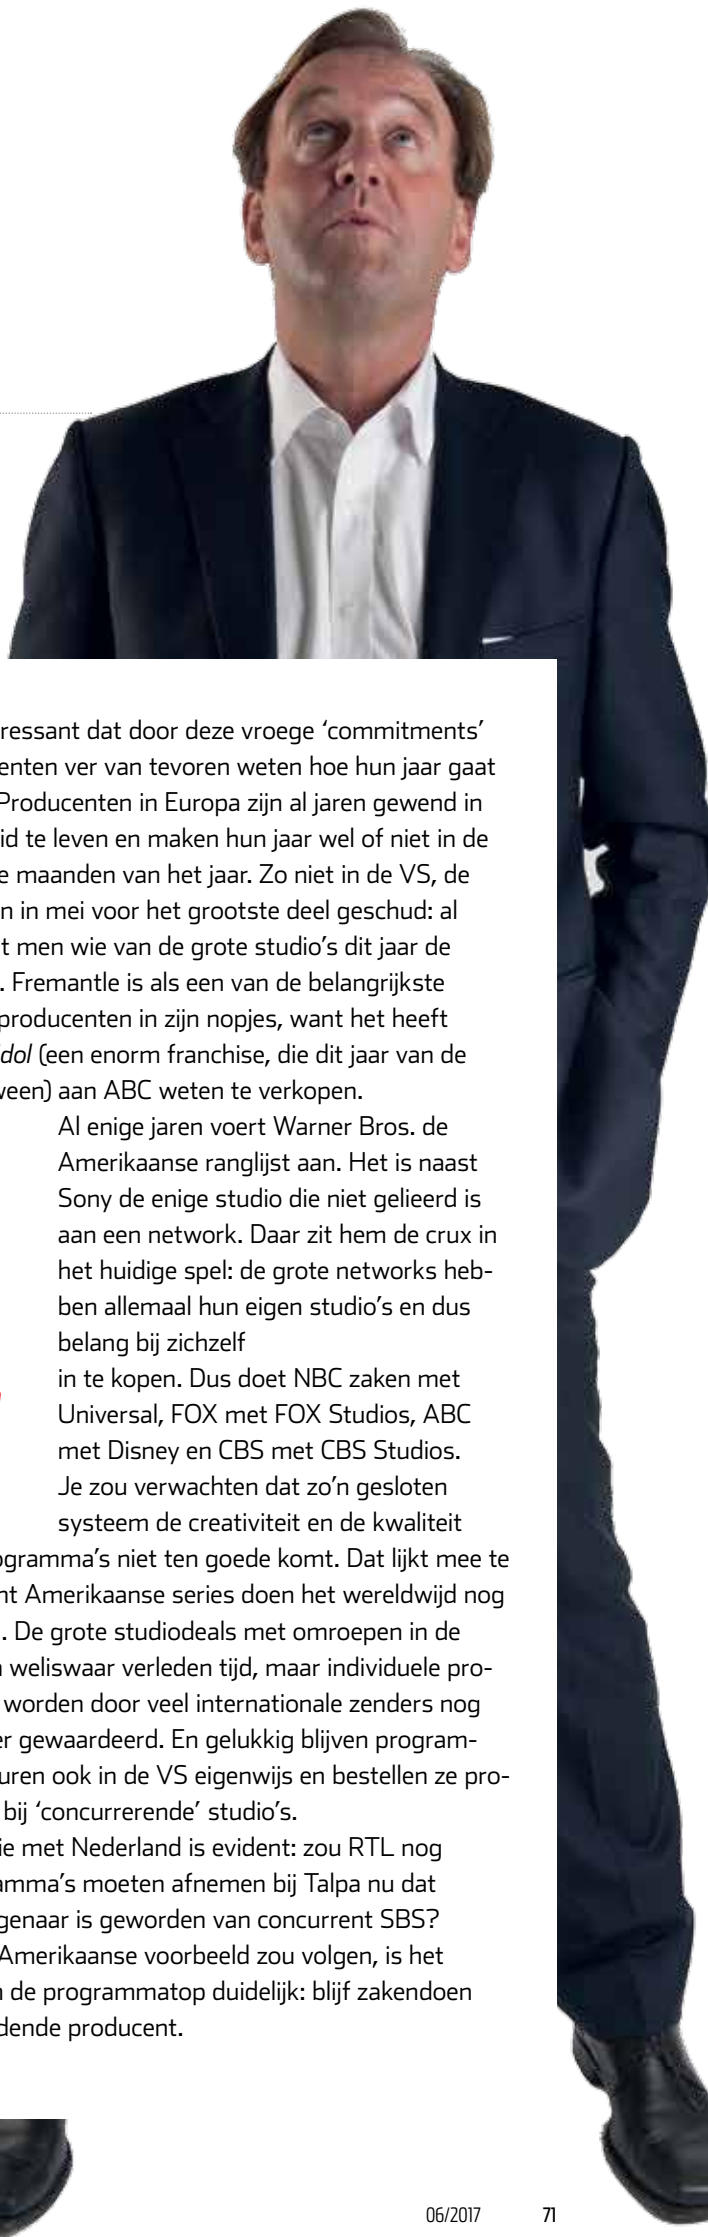 ressant dat door deze vroege ‘commitments’
enten ver van tevoren weten hoe hun jaar gaat
Producenten in Europa zijn al jaren gewend in
id te leven en maken hun jaar wel of niet in de
e maanden van het jaar. Zo niet in de VS, de
n in mei voor het grootste deel geschud: al
t men wie van de grote studio’s dit jaar de
. Fremantle is als een van de belangrijkste
producenten in zijn nopjes, want het heeft
dol (een enorm franchise, die dit jaar van de
ween) aan ABC weten te verkopen.
Al enige jaren voert Warner Bros. de
Amerikaanse ranglijst aan. Het is naast
Sony de enige studio die niet gelieerd is
aan een network. Daar zit hem de crux in
het huidige spel: de grote networks heb-
ben allemaal hun eigen studio’s en dus
belang bij zichzelf
in te kopen. Dus doet NBC zaken met
Universal, FOX met FOX Studios, ABC
met Disney en CBS met CBS Studios.
Je zou verwachten dat zo’n gesloten
systeem de creativiteit en de kwaliteit
ogramma’s niet ten goede komt. Dat lijkt mee te
nt Amerikaanse series doen het wereldwijd nog
. De grote studiodeals met omroepen in de
n weliswaar verleden tijd, maar individuele pro-
worden door veel internationale zenders nog
er gewaardeerd. En gelukkig blijven program-
uren ook in de VS eigenwijs en bestellen ze pro-
bij ‘concurrerende’ studio’s.
ie met Nederland is evident: zou RTL nog
amma’s moeten afnemen bij Talpa nu dat
genaar is geworden van concurrent SBS?
Amerikaanse voorbeeld zou volgen, is het
n de programmatop duidelijk: blijf zakendoen
dende producent.
06/2017 71